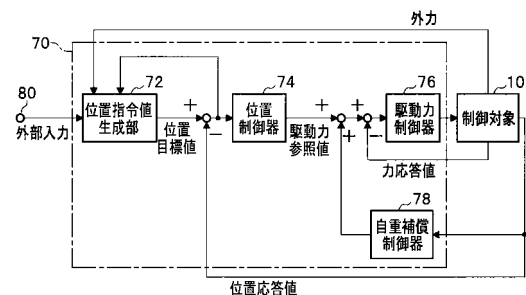 外力
70
80
72
74
76
10
外部入力
位置指令値
生成部
位置
目標値
+
−
位置
制御器
駆動力
参照値
+
+
+
−
駆動力
制御器
制御対象
力応答値
78
自重補償
制御器
位置応答値